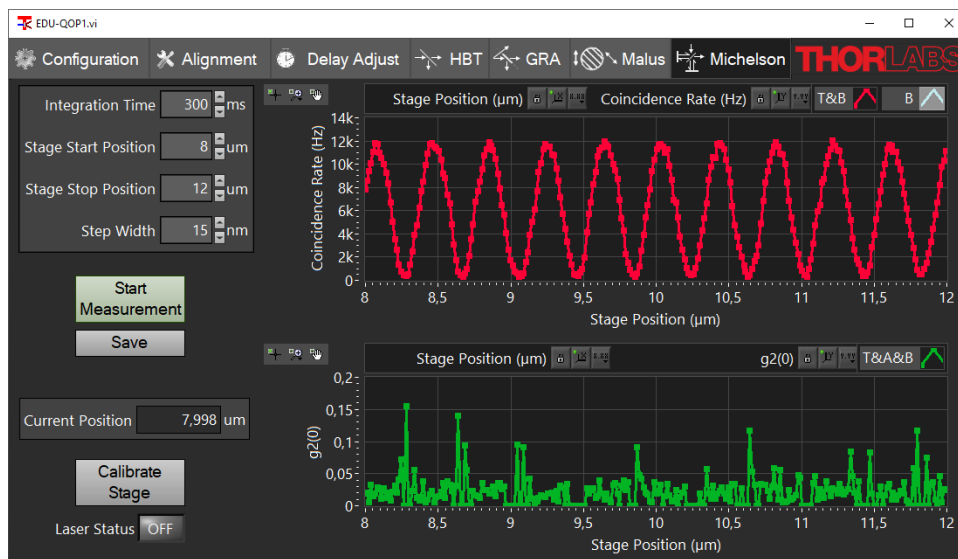 EDU-QOP1.vi
Configuration Alignment Delay Adjust HBT GRA Malus Michelson THORLABS
Integration Time 300 ms
Stage Start Position 8 um
Stage Stop Position 12 um
Step Width 15 nm
Start
Measurement
Save
Current Position 7,998 um
Calibrate
Stage
Laser Status OFF
Stage Position (µm) Coincidence Rate (Hz) T&B B
Coincidence Rate (Hz)
14k
12k
10k
8k
6k
4k
2k
0
8 8,5 9 9,5 10 10,5 11 11,5 12
Stage Position (µm)
Stage Position (µm) g2(0) T&A&B
g2(0)
0,2
0,15
0,1
0,05
0
8 8,5 9 9,5 10 10,5 11 11,5 12
Stage Position (µm)